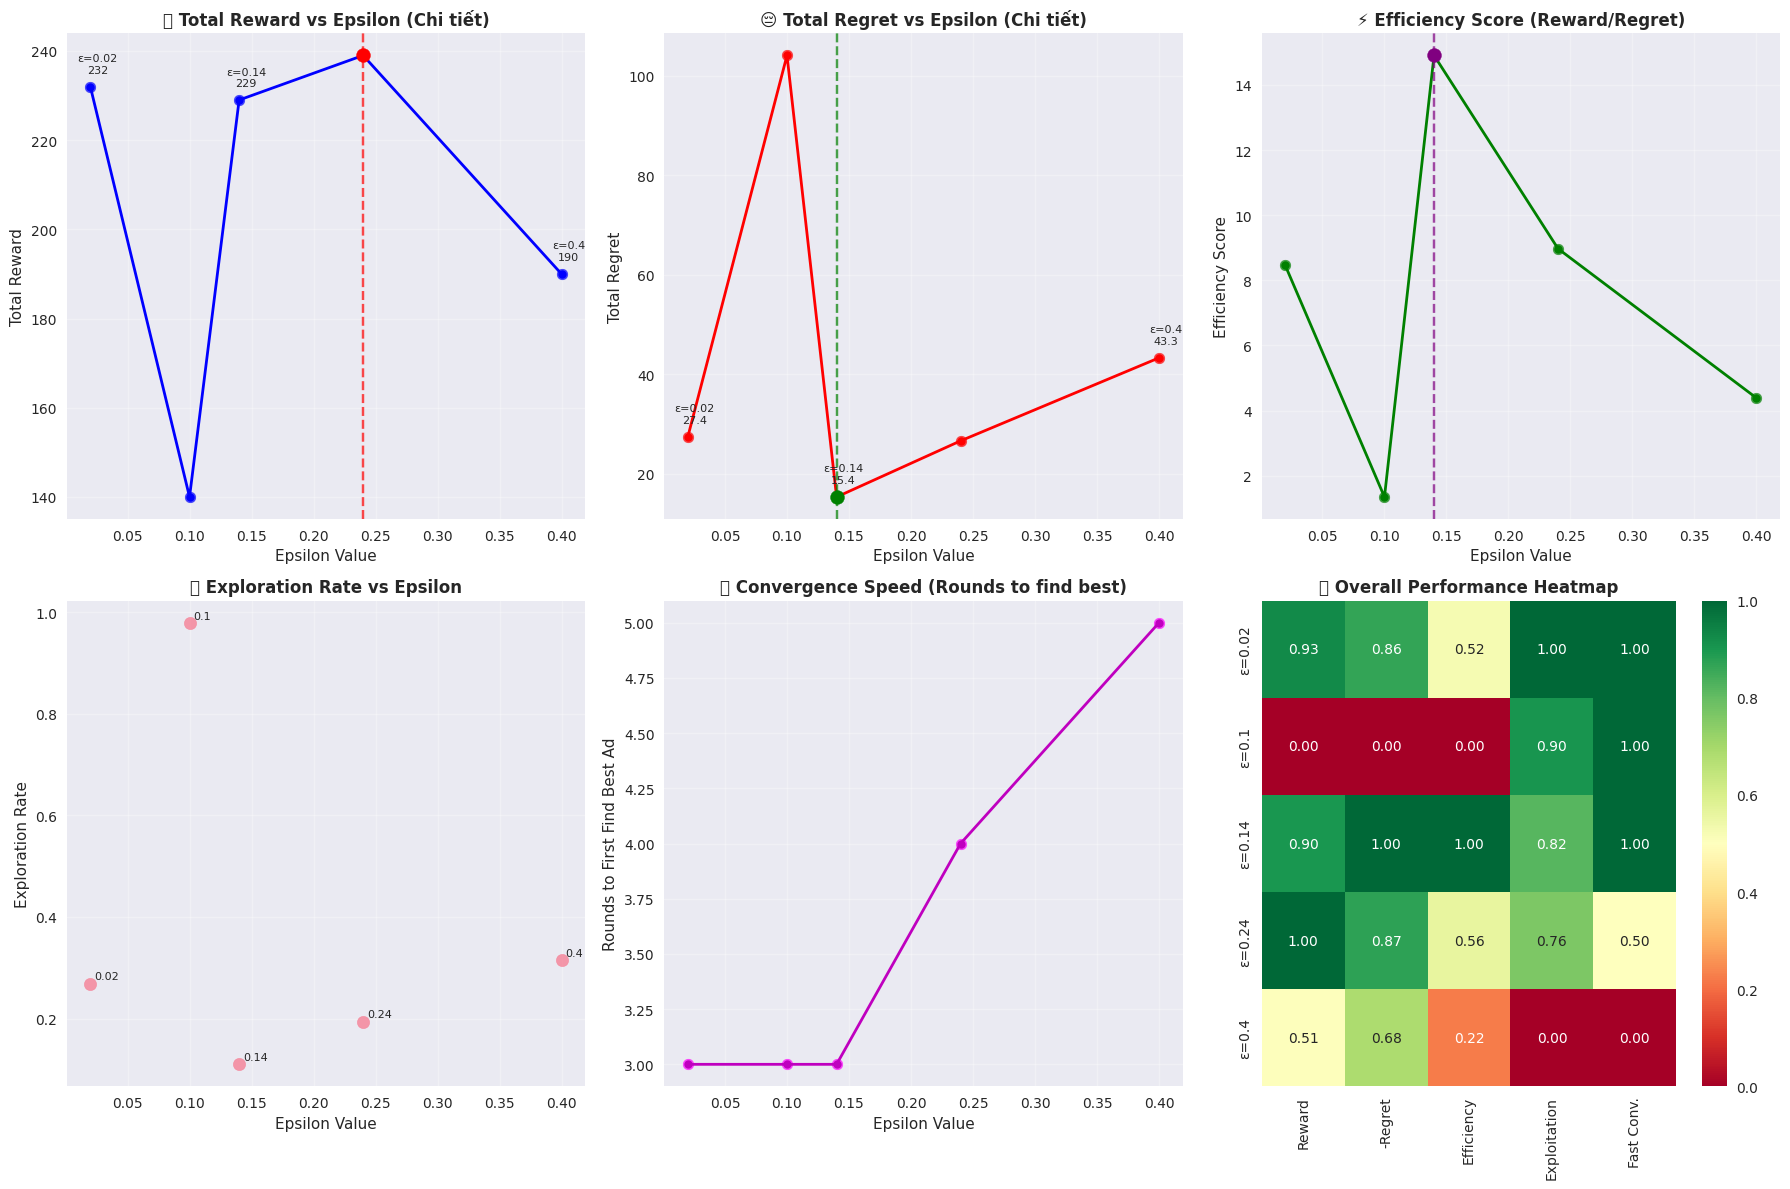 ▯ Total Reward vs Epsilon (Chi tiết)
240
220
200
180
160
140
Total Reward
ε=0.02
232
ε=0.14
229
ε=0.4
190
0.05 0.10 0.15 0.20 0.25 0.30 0.35 0.40
Epsilon Value
😔 Total Regret vs Epsilon (Chi tiết)
100
80
60
40
20
Total Regret
ε=0.02
27.4
ε=0.14
15.4
ε=0.4
43.3
0.05 0.10 0.15 0.20 0.25 0.30 0.35 0.40
Epsilon Value
⚡ Efficiency Score (Reward/Regret)
14
12
10
8
6
4
2
Efficiency Score
0.05 0.10 0.15 0.20 0.25 0.30 0.35 0.40
Epsilon Value
▯ Exploration Rate vs Epsilon
1.0
0.8
0.6
0.4
0.2
Exploration Rate
0.1
0.02
0.14
0.24
0.4
0.05 0.10 0.15 0.20 0.25 0.30 0.35 0.40
Epsilon Value
▯ Convergence Speed (Rounds to find best)
5.00
4.75
4.50
4.25
4.00
3.75
3.50
3.25
3.00
Rounds to First Find Best Ad
0.05 0.10 0.15 0.20 0.25 0.30 0.35 0.40
Epsilon Value
▯ Overall Performance Heatmap
ε=0.02 0.93 0.86 0.52 1.00 1.00
ε=0.1 0.00 0.00 0.00 0.90 1.00
ε=0.14 0.90 1.00 1.00 0.82 1.00
ε=0.24 1.00 0.87 0.56 0.76 0.50
ε=0.4 0.51 0.68 0.22 0.00 0.00
Reward -Regret Efficiency Exploitation Fast Conv.
1.0
0.8
0.6
0.4
0.2
0.0